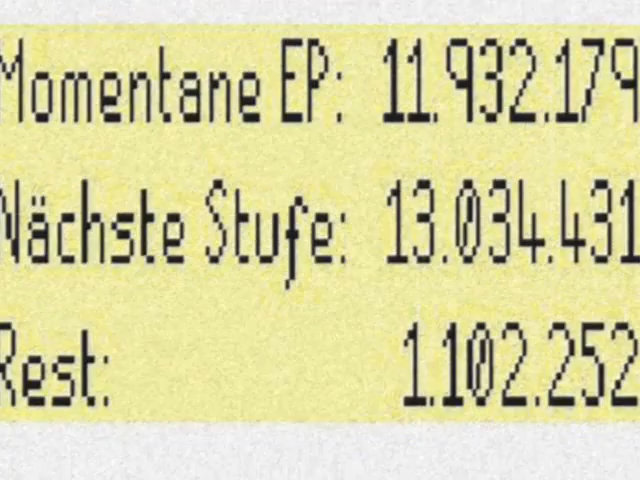 Momentane EP: 11.932.179
Nächste Stufe: 13.034.431
Rest: 1.102.252